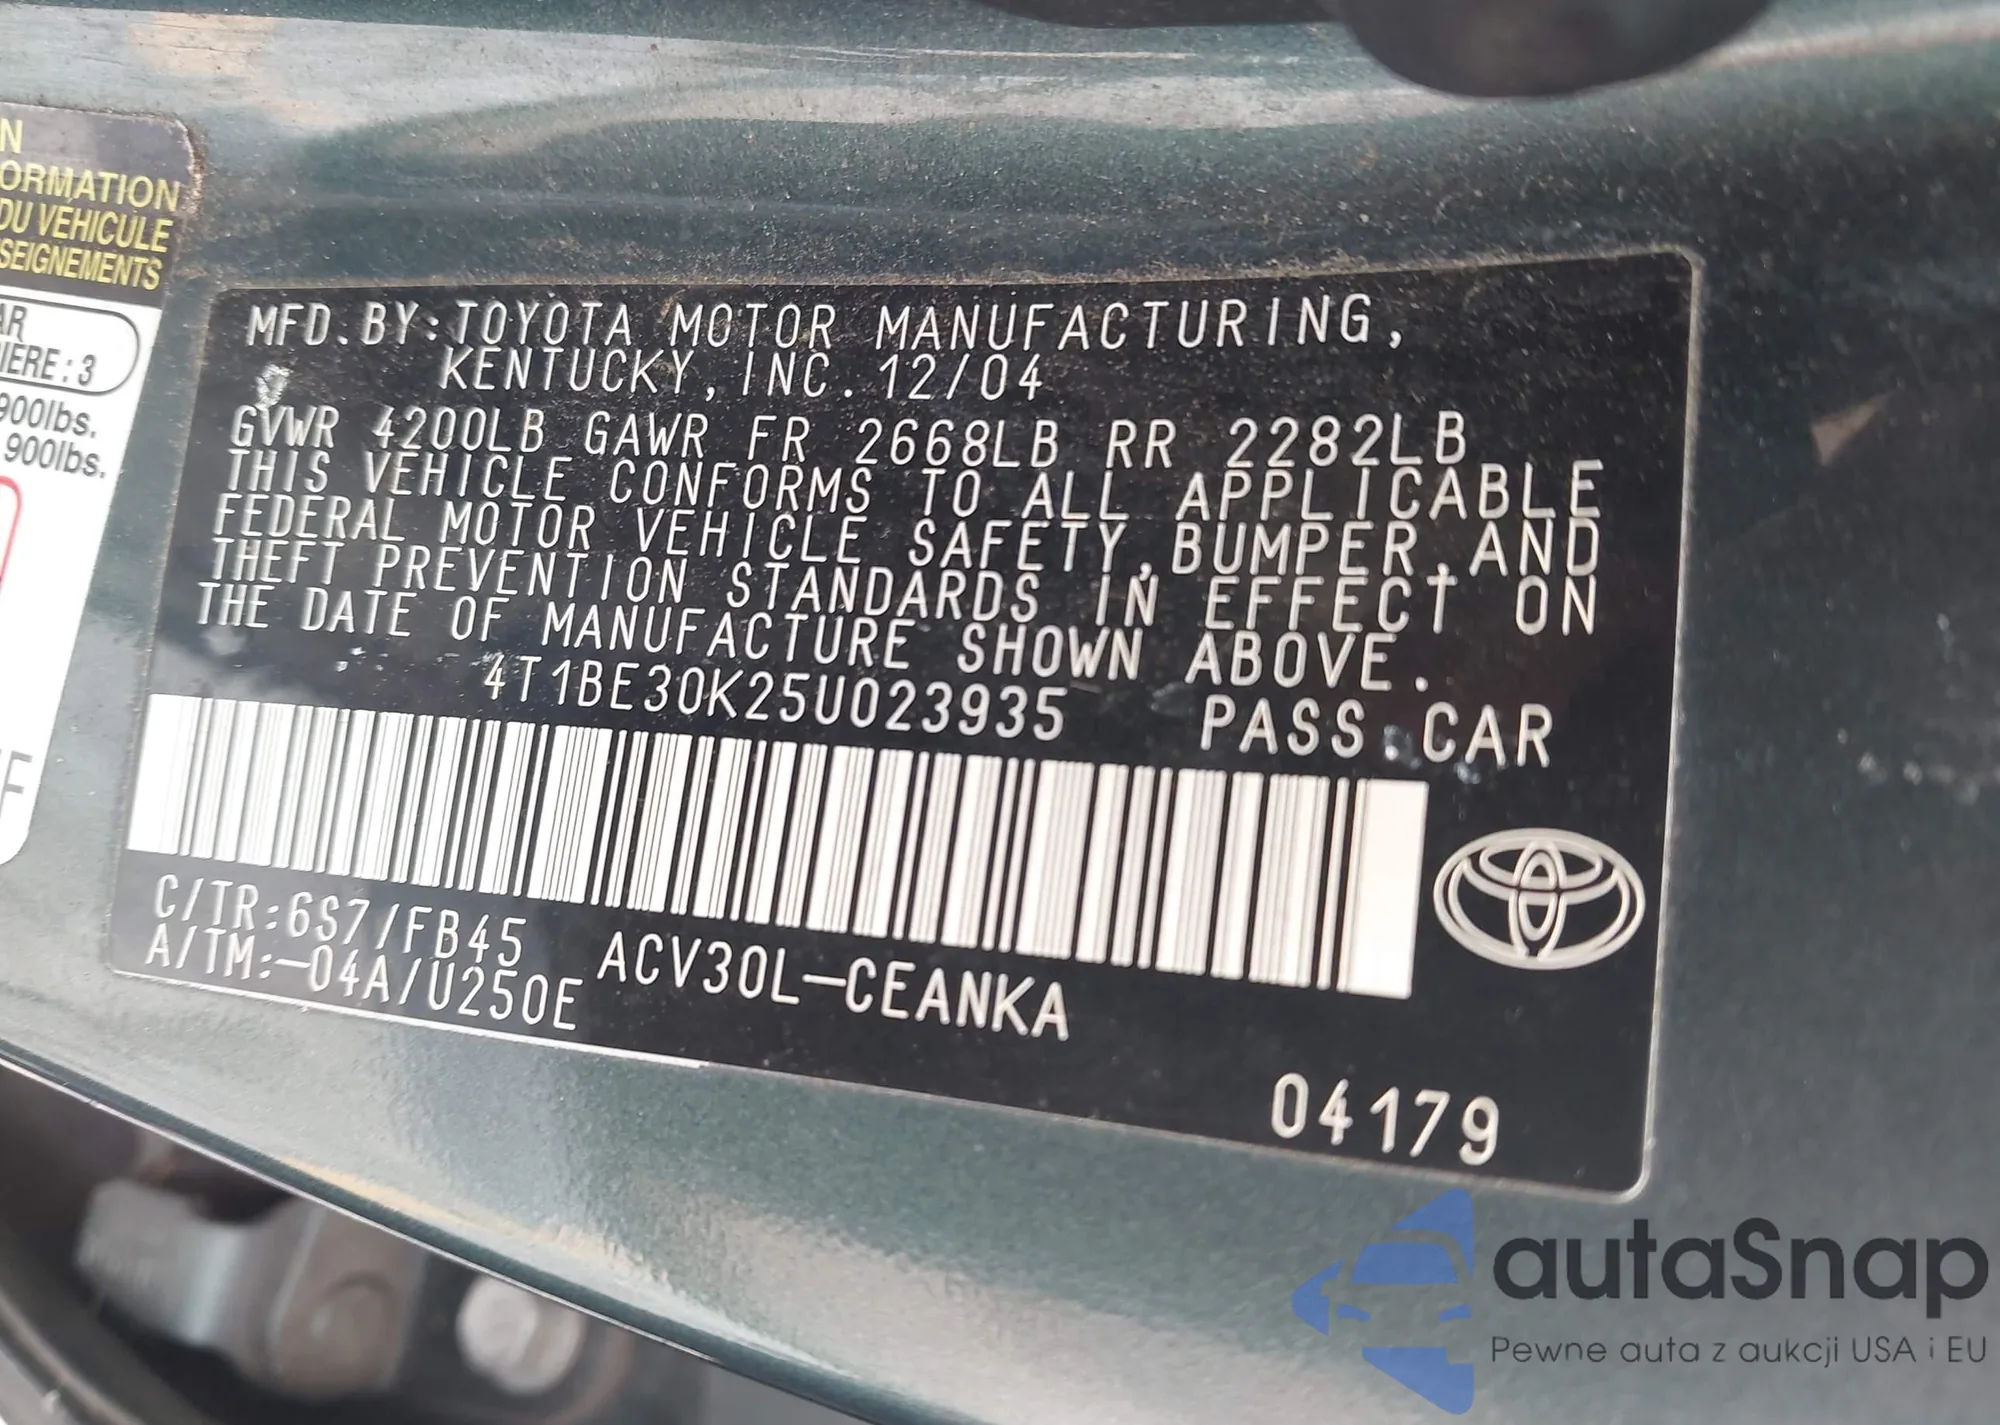 N
ORMATION
DU VEHICULE
SEIGNEMENTS
AR
IERE : 3
900lbs.
900lbs.
F
MFD. BY: TOYOTA MOTOR MANUFACTURING,
KENTUCKY, INC. 12/04
GVWR 4200LB GAWR FR 2668LB RR 2282LB
THIS VEHICLE CONFORMS TO ALL APPLICABLE
FEDERAL MOTOR VEHICLE SAFETY, BUMPER, AND
THEFT PREVENTION STANDARDS IN EFFECT ON
THE DATE OF MANUFACTURE SHOWN ABOVE.
4T1BE30K25U023935 PASS. CAR
C/TR: 6S7/FB45
A/TM: -04A/U250E
ACV30L-CEANKA
04179
autaSnap
Pewne auta z aukcji USA i EU